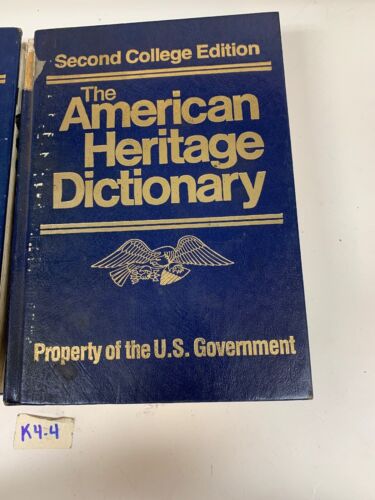 Second College Edition
The
American
Heritage
Dictionary
Property of the U.S. Government
K4-4